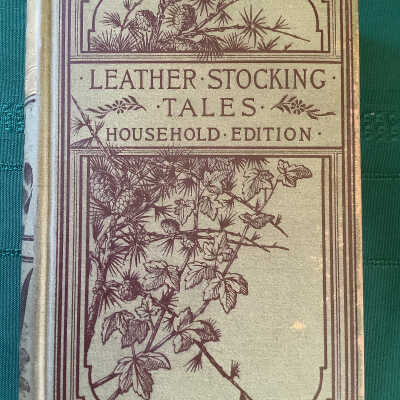 · LEATHER · STOCKING ·
· TALES ·
HOUSEHOLD · EDITION ·